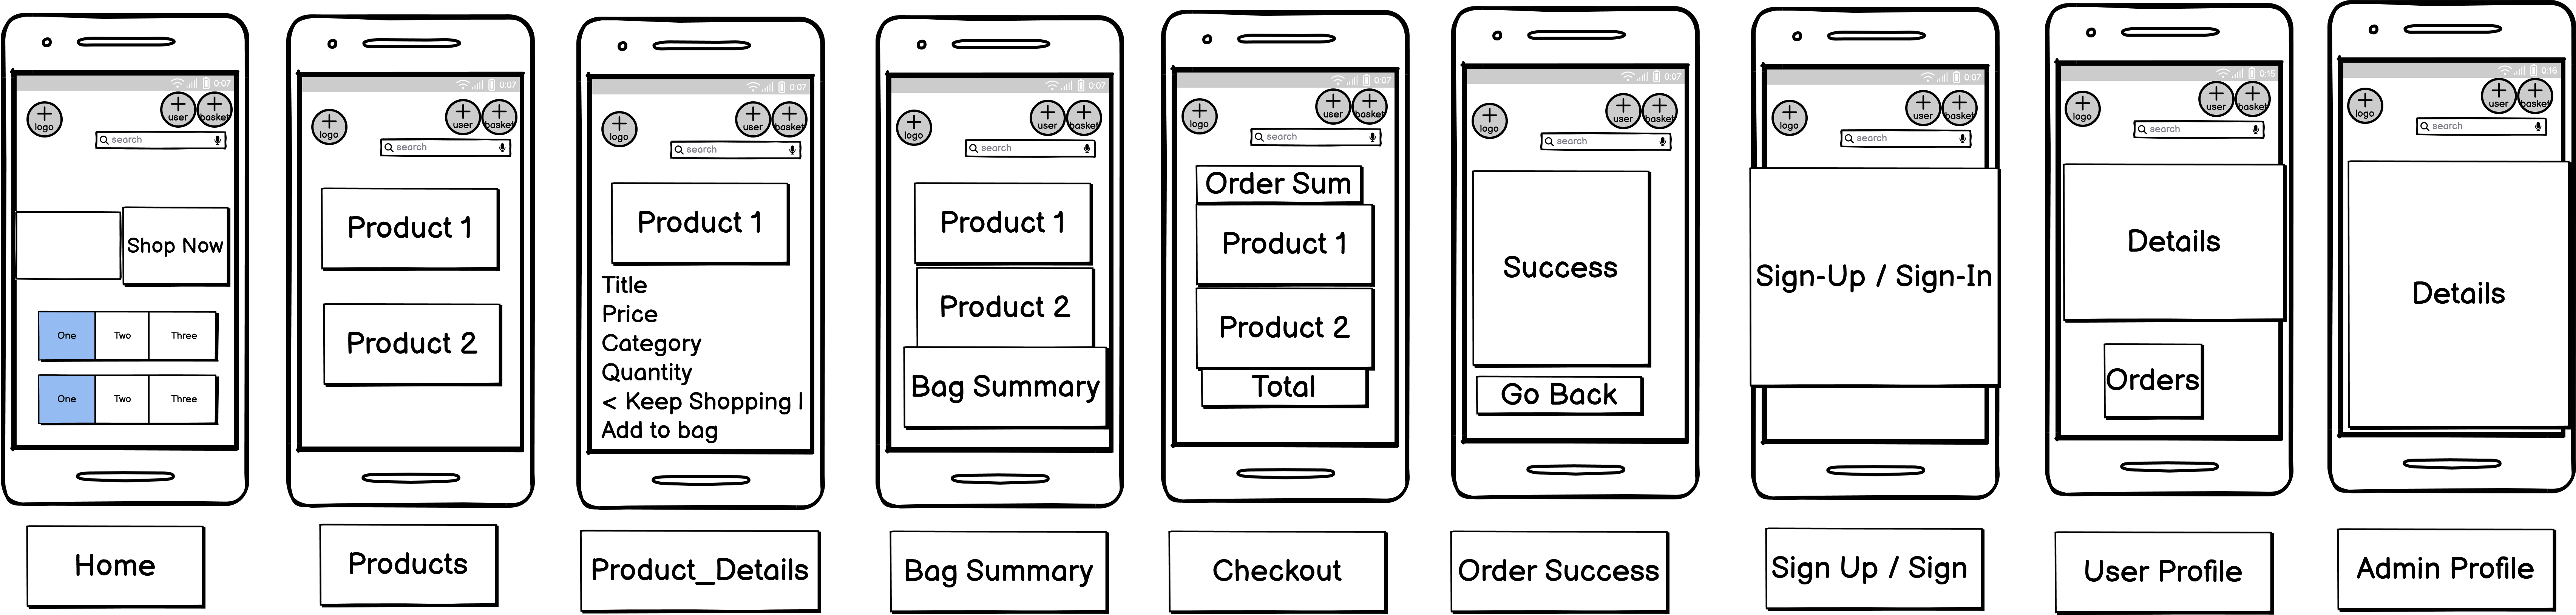 0:07
logo
user
basket
search
Shop Now
One Two Three
One Two Three
Home
0:07
logo
user
basket
search
Product 1
Product 2
Products
0:07
logo
user
basket
search
Product 1
Title
Price
Category
Quantity
< Keep Shopping |
Add to bag
Product_Details
0:07
logo
user
basket
search
Product 1
Product 2
Bag Summary
Bag Summary
0:07
logo
user
basket
search
Order Sum
Product 1
Product 2
Total
Checkout
0:07
logo
user
basket
search
Success
Go Back
Order Success
0:07
logo
user
basket
search
Sign-Up / Sign-In
Sign Up / Sign
0:15
logo
user
basket
search
Details
Orders
User Profile
0:16
logo
user
basket
search
Details
Admin Profile